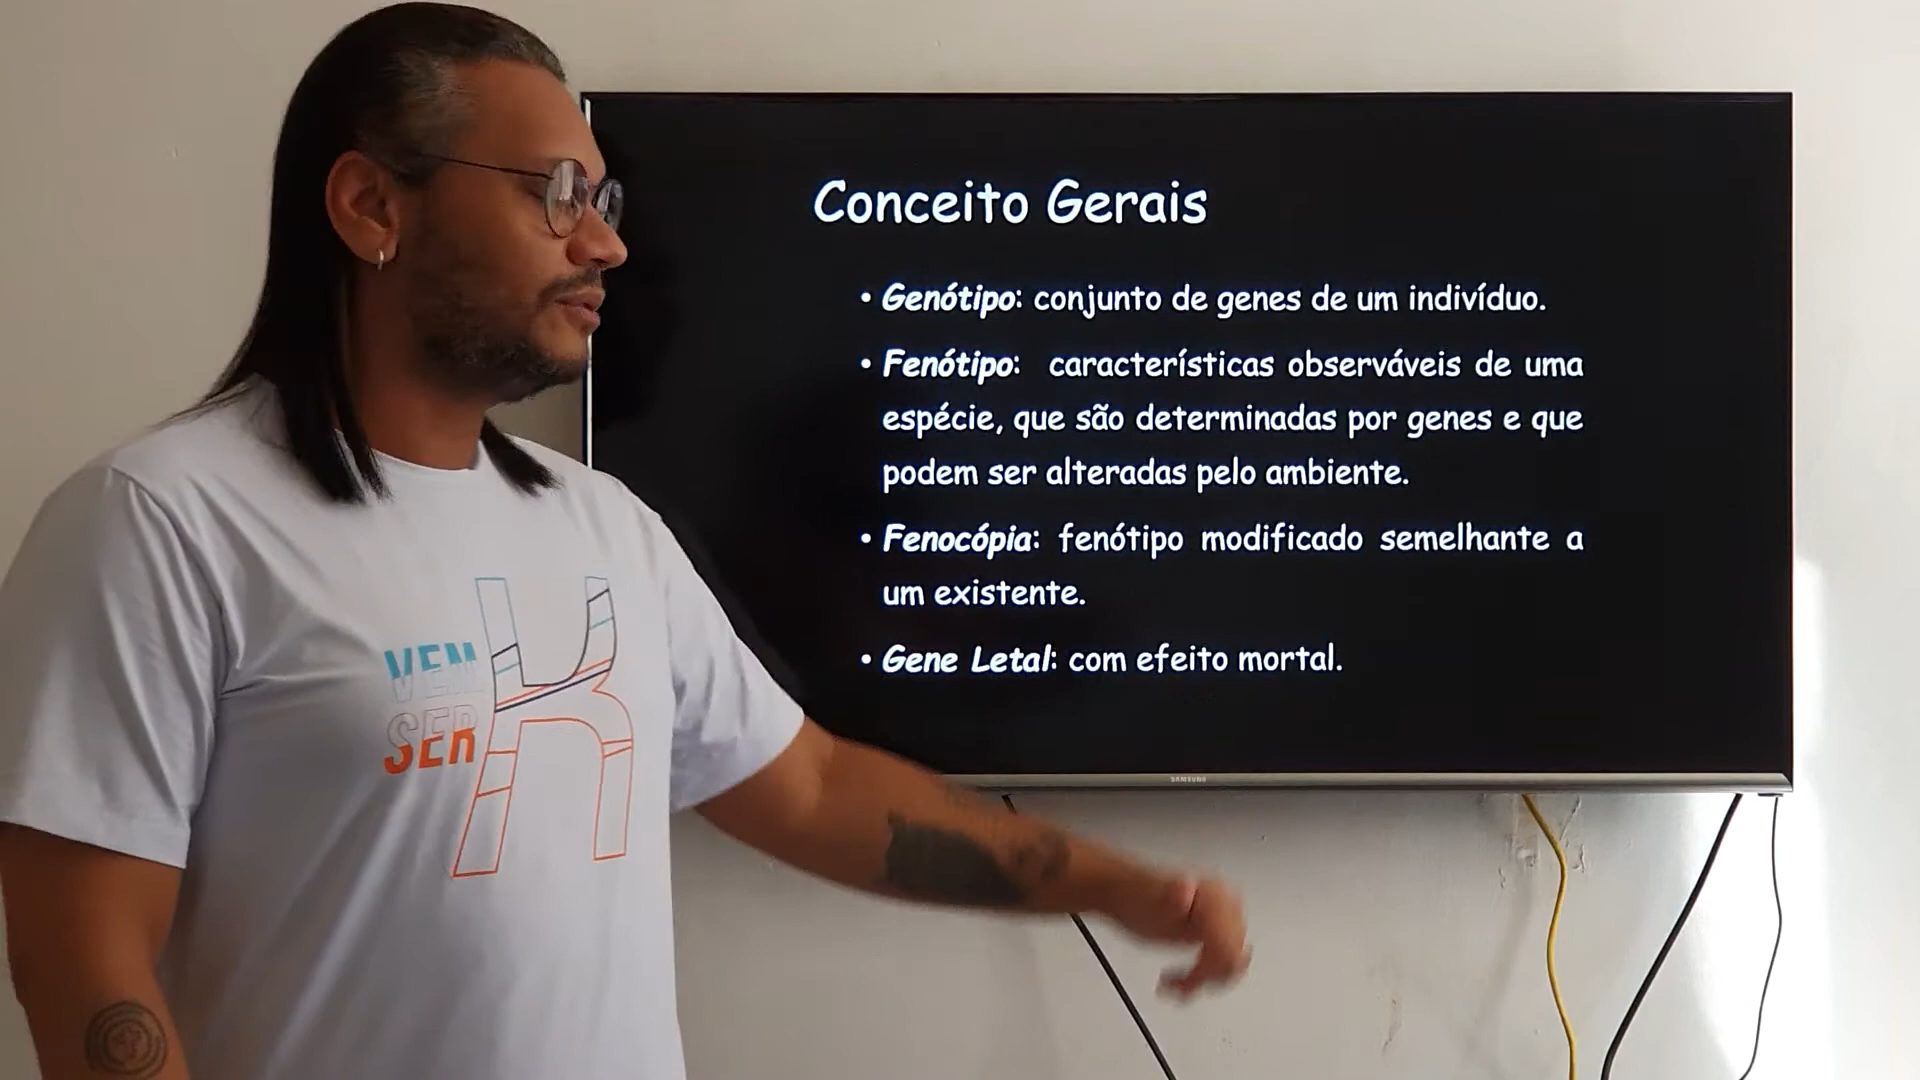 Conceito Gerais
• Genótipo: conjunto de genes de um indivíduo.
• Fenótipo: características observáveis de uma
espécie, que são determinadas por genes e que
podem ser alteradas pelo ambiente.
• Fenocópia: fenótipo modificado semelhante a
um existente.
• Gene Letal: com efeito mortal.
SAMSUNG
VEM
SER